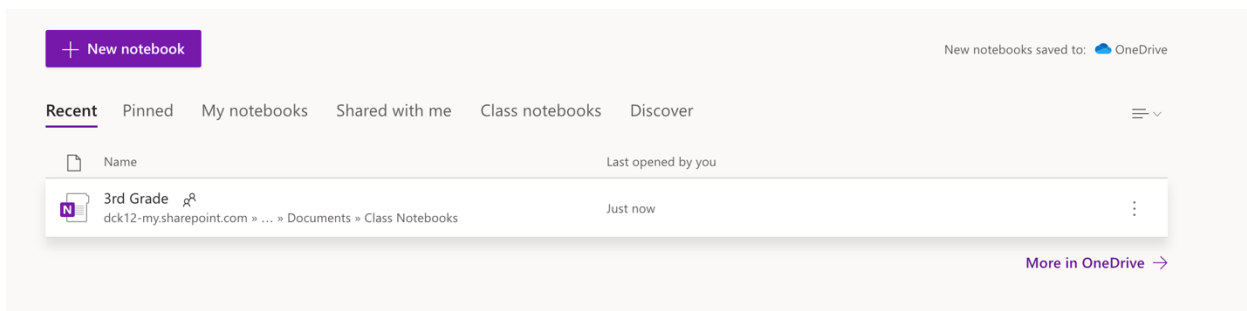 New notebook
New notebooks saved to: OneDrive
Recent Pinned My notebooks Shared with me Class notebooks Discover
Name Last opened by you
N
3rd Grade
Just now
dck12-my.sharepoint.com » ... » Documents » Class Notebooks
More in OneDrive →